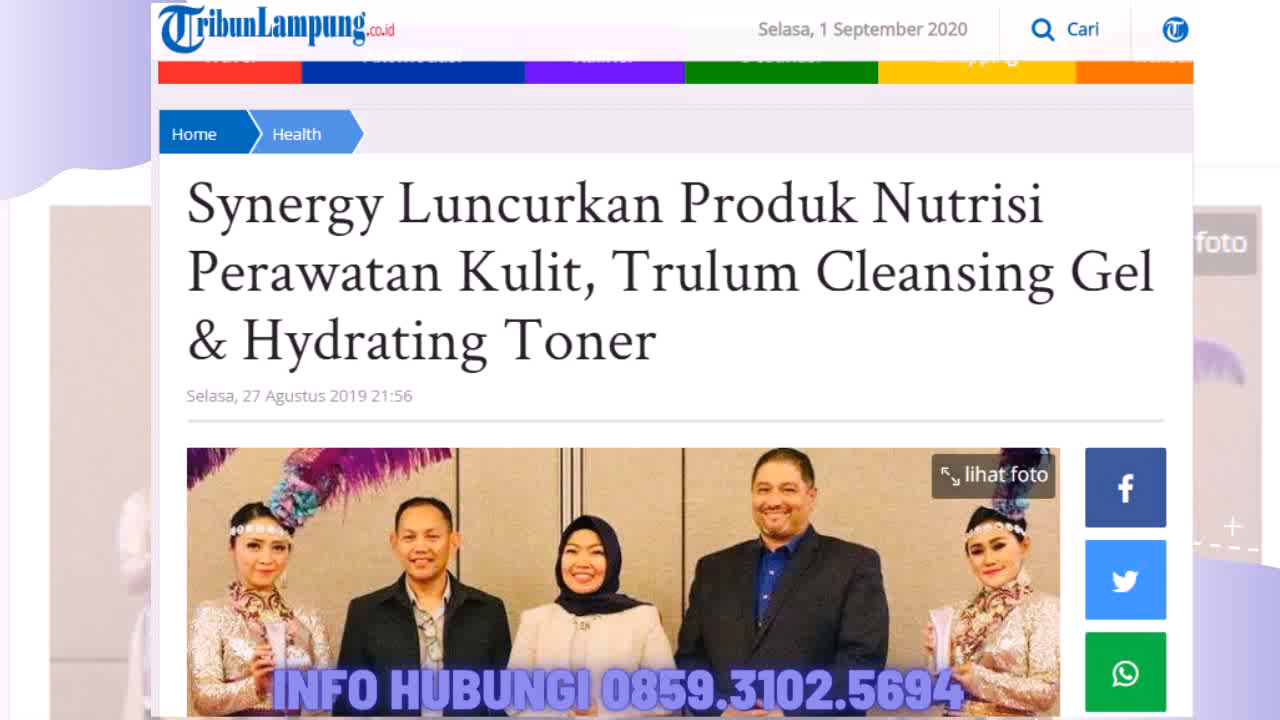 TribunLampung.co.id
Selasa, 1 September 2020
Cari
Home
Health
Synergy Luncurkan Produk Nutrisi
Perawatan Kulit, Trulum Cleansing Gel
& Hydrating Toner
Selasa, 27 Agustus 2019 21:56
lihat foto
foto
INFO HUBUNGI 0859.3102.5694